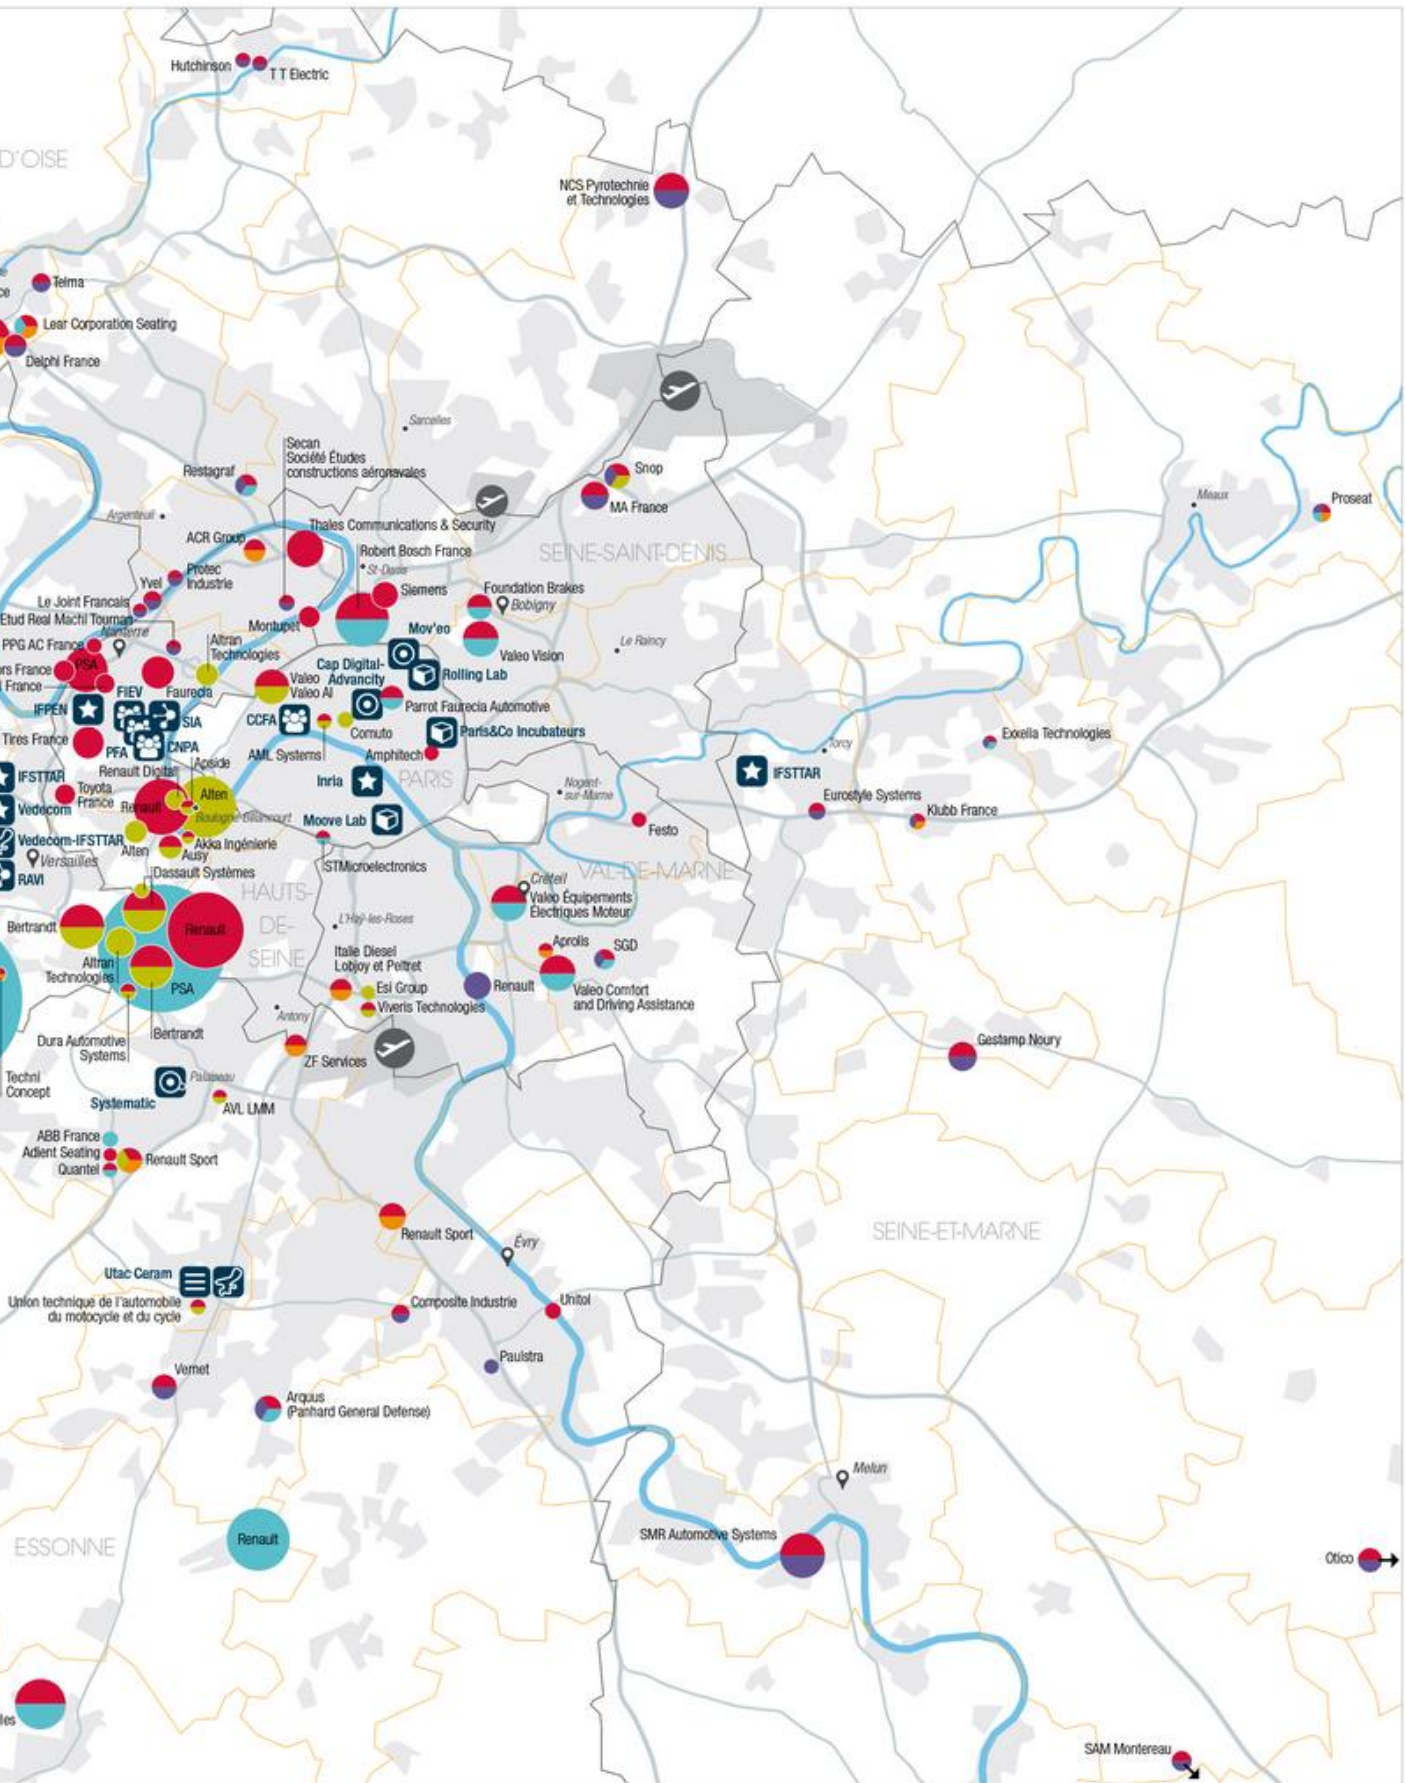 Hutchinson
T T Electric
D'OISE
NCS Pyrotechnie
et Technologies
Telma
ce
Lear Corporation Seating
Delphi France
Sarcelles
Secan
Société Études
constructions aéronavales
Restagraf
Snop
MA France
Meaux
Proseat
Argenteuil
Thales Communications & Security
ACR Group
Robert Bosch France
St-Denis
SEINE-SAINT-DENIS
Protec
Industrie
Yvel
Siemens
Foundation Brakes
Bobigny
Le Joint Francais
Etud Real Machi Tournan
Montupet
Nanterre
Mov'eo
Altran
Technologies
Le Raincy
PPG AC France
PSA
Valeo Vision
Cap Digital-
Advancity
Rolling Lab
ors France
France
FIEV
Faurecia
Valeo
Valeo AI
Parrot Faurecia Automotive
IFPEN
SIA
CCFA
Comuto
Paris&Co Incubateurs
Tires France
PFA
CNPA
AML Systems
Amphitech
Exxelia Technologies
Torcy
Renault Digital
Apside
Inria
PARIS
IFSTTAR
IFSTTAR
Toyota
France
Renault
Alten
Nogent-
sur-Marne
Eurostyle Systems
Klubb France
Vedecom
Boulogne-Billancourt
Moove Lab
Festo
Vedecom-IFSTTAR
Alten
Akka Ingénierie
Ausy
Versailles
RAVI
Dassault Systèmes
STMicroelectronics
VAL-DE-MARNE
Créteil
HAUTS-
DE-
SEINE
Valeo Équipements
Électriques Moteur
Bertrandt
Renault
L'Haÿ-les-Roses
Altran
Technologies
PSA
Italie Diesel
Lobjoy et Peltret
Aprolis
SGD
Esi Group
Viveris Technologies
Renault
Valeo Comfort
and Driving Assistance
Antony
Dura Automotive
Systems
Bertrandt
ZF Services
Gestamp Noury
Techni
Concept
Palaiseau
Systematic
AVL LMM
ABB France
Adient Seating
Quantel
Renault Sport
Renault Sport
SEINE-ET-MARNE
Évry
Utac Ceram
Union technique de l'automobile
du motocycle et du cycle
Composite Industrie
Unitol
Paulstra
Vernet
Arquus
(Panhard General Defense)
Melun
ESSONNE
Renault
SMR Automotive Systems
Otico
les
SAM Montereau